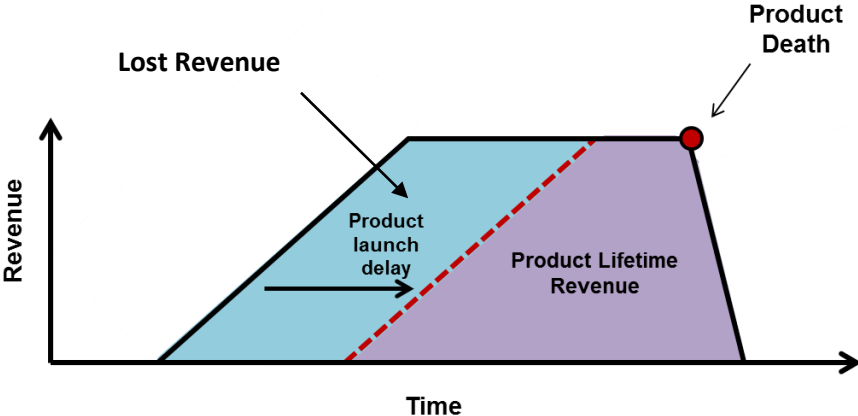 Product
Death
Lost Revenue
Revenue
Product
launch
delay
Product Lifetime
Revenue
Time